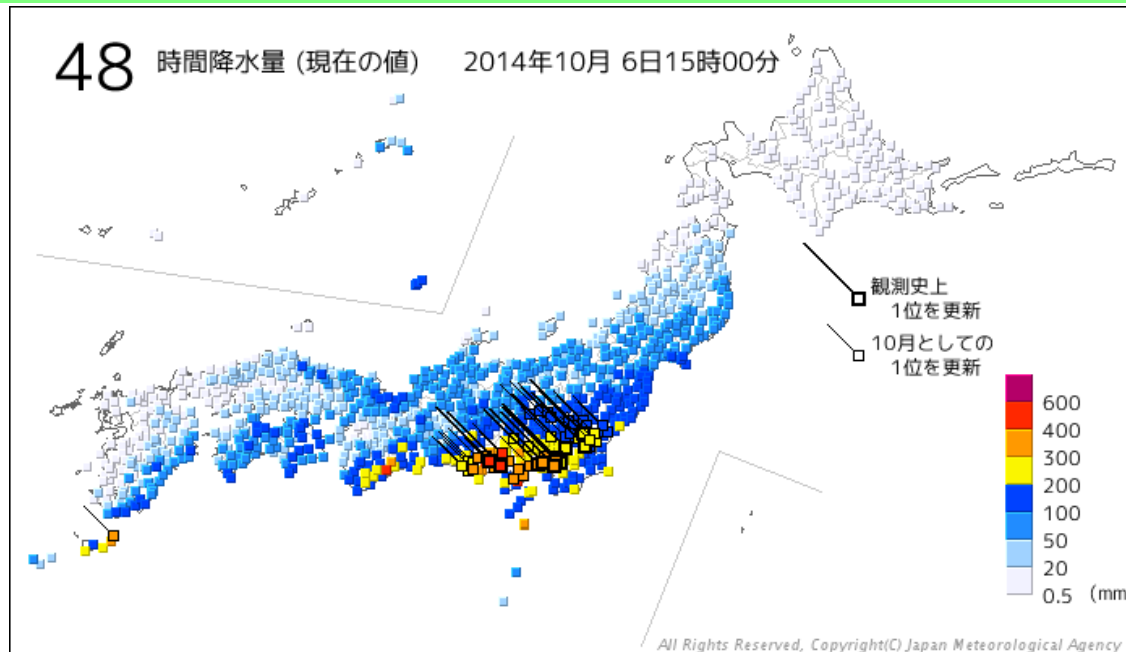 48 時間降水量 (現在の値) 2014年10月 6日15時00分
観測史上
1位を更新
10月としての
1位を更新
600
400
300
200
100
50
20
0.5 (mm
All Rights Reserved, Copyright(C) Japan Meteorological Agency